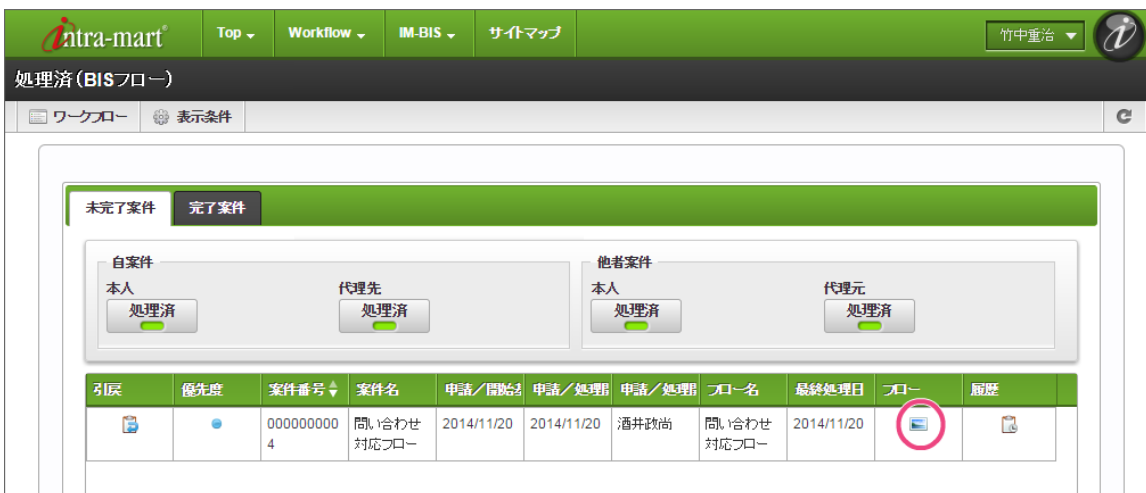 intra-mart Top Workflow IM-BIS サイトマップ 竹中重治
処理済(BISフロー)
ワークフロー 表示条件
未完了案件 完了案件
自案件 他者案件
本人 代理先 本人 代理元
処理済 処理済 処理済 処理済
引戻 優先度 案件番号 案件名 申請/開始 申請/処理 申請/処理 フロー名 最終処理日 フロー 履歴
000000000 問い合わせ 2014/11/20 2014/11/20 酒井政尚 問い合わせ 2014/11/20
4 対応フロー 対応フロー